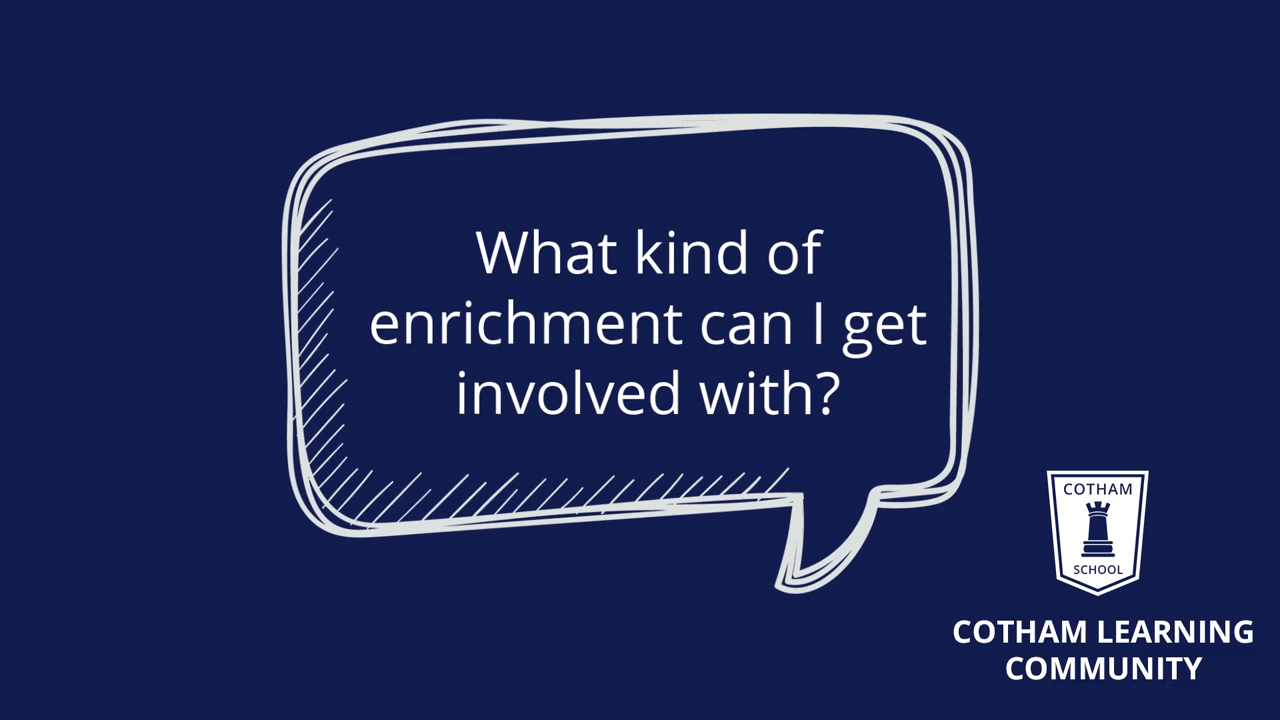 What kind of
enrichment can I get
involved with?
COTHAM
SCHOOL
COTHAM LEARNING
COMMUNITY